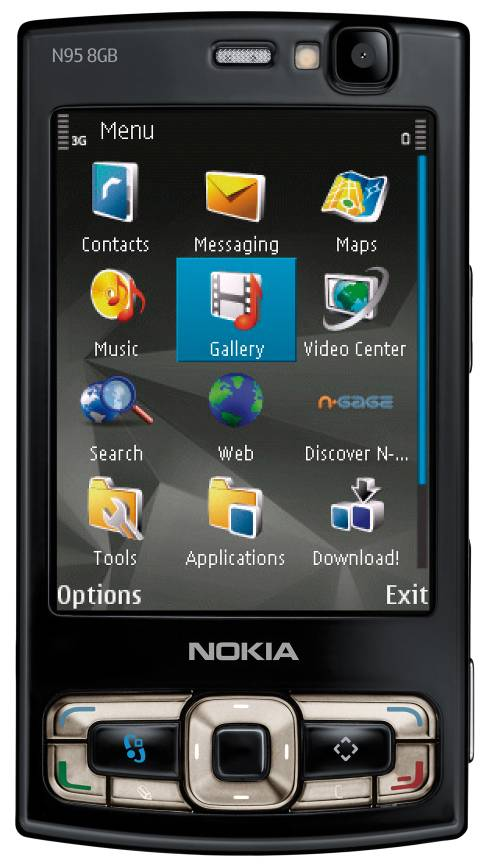 N95 8GB
3G Menu
Contacts Messaging Maps
Music Gallery Video Center
n-gage
Search Web Discover N-...
Tools Applications Download!
Options Exit
NOKIA
C